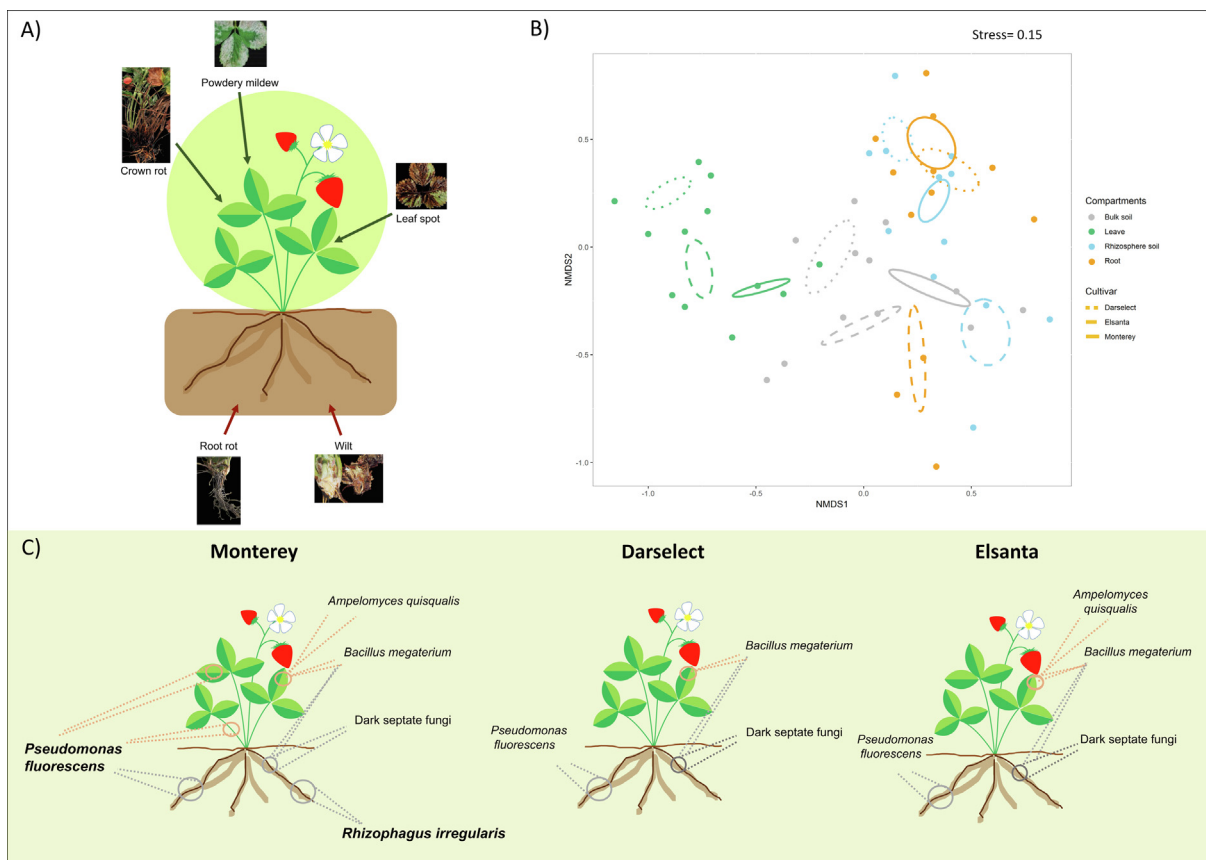 A)
Powdery mildew
Crown rot
Leaf spot
Root rot
Wilt
B)
Stress= 0.15
0.5
0.0
-0.5
-1.0
NMDS2
-1.0
-0.5
0.0
0.5
NMDS1
Compartments
Bulk soil
Leave
Rhizosphere soil
Root
Cultivar
Darselect
Elsanta
Monterey
C)
Monterey
Ampelomyces quisqualis
Bacillus megaterium
Dark septate fungi
Pseudomonas
fluorescens
Rhizophagus irregularis
Darselect
Bacillus megaterium
Pseudomonas
fluorescens
Dark septate fungi
Elsanta
Ampelomyces
quisqualis
Bacillus megaterium
Pseudomonas
fluorescens
Dark septate fungi